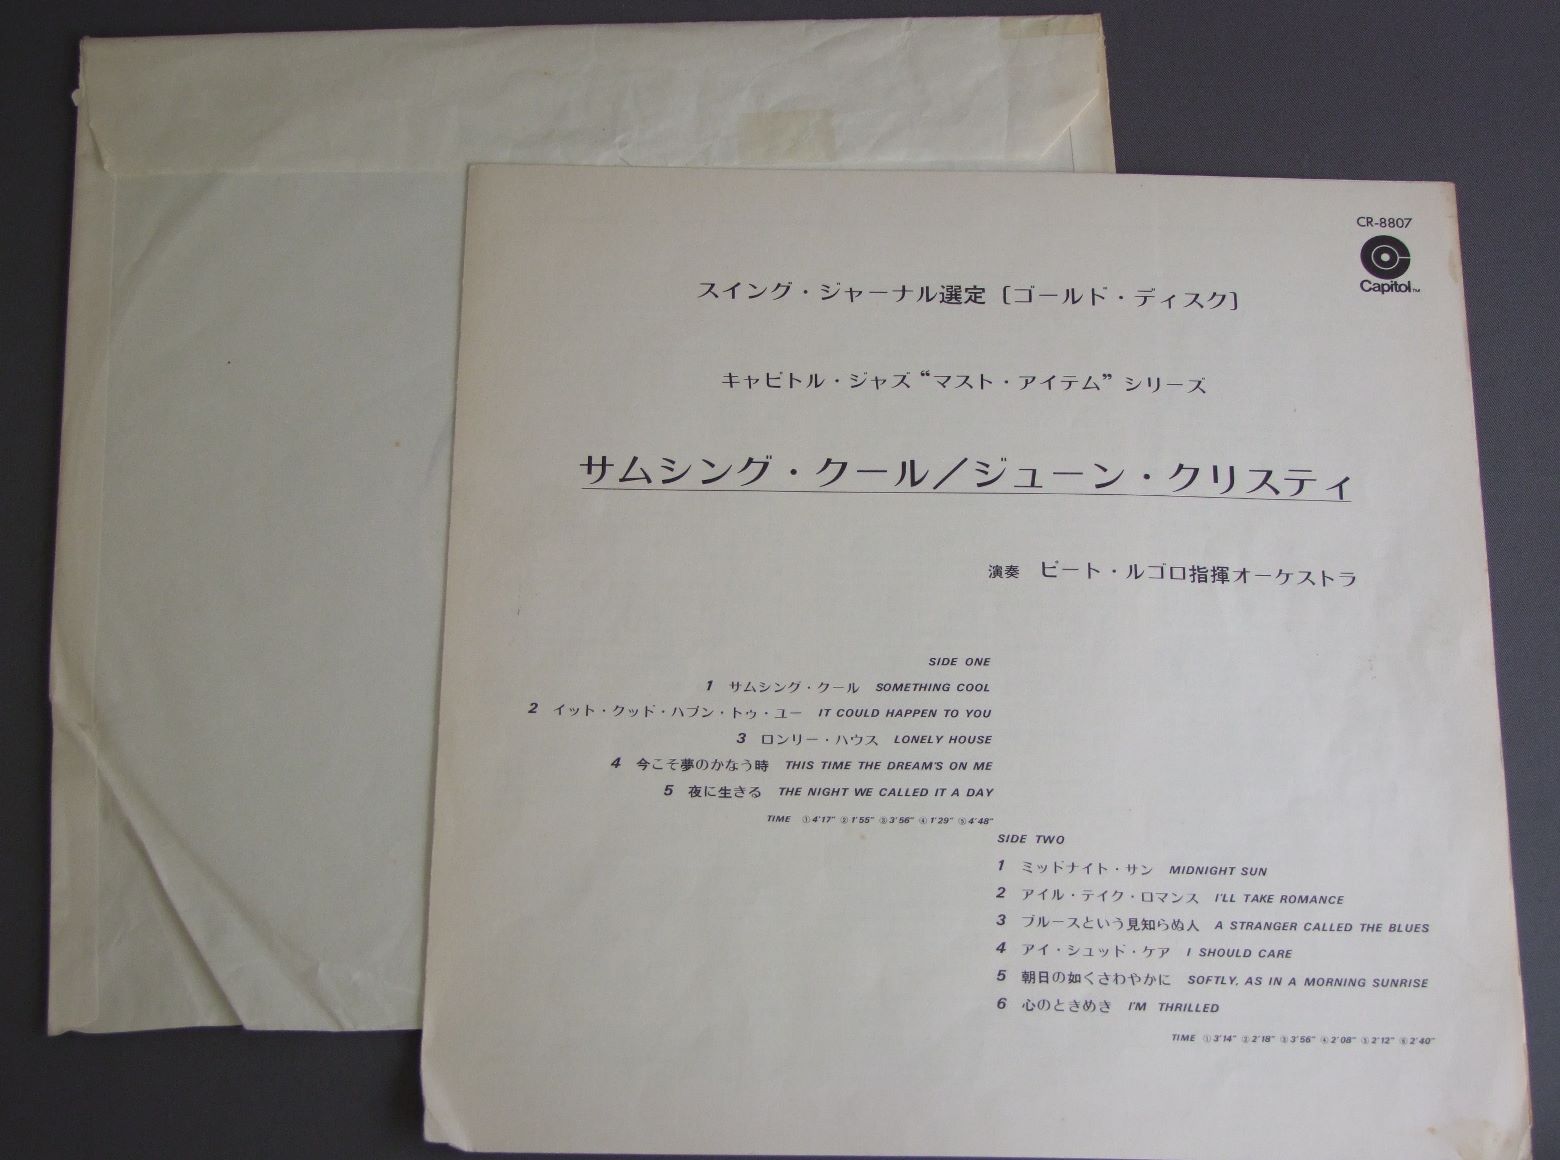 CR-8807
Capitol™
スイング・ジャーナル選定〔ゴールド・ディスク〕
キャピトル・ジャズ“マスト・アイテム”シリーズ
サムシング・クール／ジューン・クリスティ
演奏 ピート・ルゴロ指揮オーケストラ
SIDE ONE
1 サムシング・クール SOMETHING COOL
2 イット・クッド・ハプン・トゥ・ユー IT COULD HAPPEN TO YOU
3 ロンリー・ハウス LONELY HOUSE
4 今こそ夢のかなう時 THIS TIME THE DREAM'S ON ME
5 夜に生きる THE NIGHT WE CALLED IT A DAY
TIME ①4′17″ ②1′55″ ③3′56″ ④1′29″ ⑤4′48″
SIDE TWO
1 ミッドナイト・サン MIDNIGHT SUN
2 アイル・テイク・ロマンス I'LL TAKE ROMANCE
3 ブルースという見知らぬ人 A STRANGER CALLED THE BLUES
4 アイ・シュッド・ケア I SHOULD CARE
5 朝日の如くさわやかに SOFTLY, AS IN A MORNING SUNRISE
6 心のときめき I'M THRILLED
TIME ①3′14″ ②2′18″ ③3′56″ ④2′08″ ⑤2′12″ ⑥2′40″